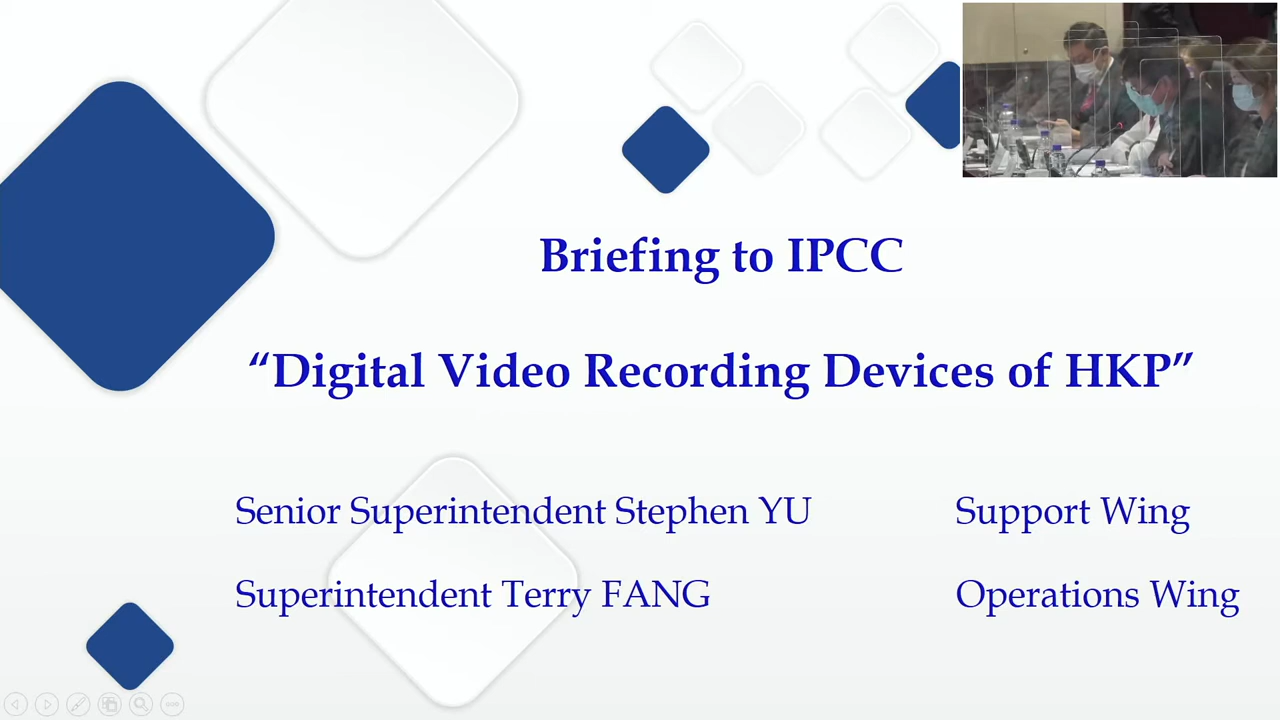 Briefing to IPCC
“Digital Video Recording Devices of HKP”
Senior Superintendent Stephen YU Support Wing
Superintendent Terry FANG Operations Wing